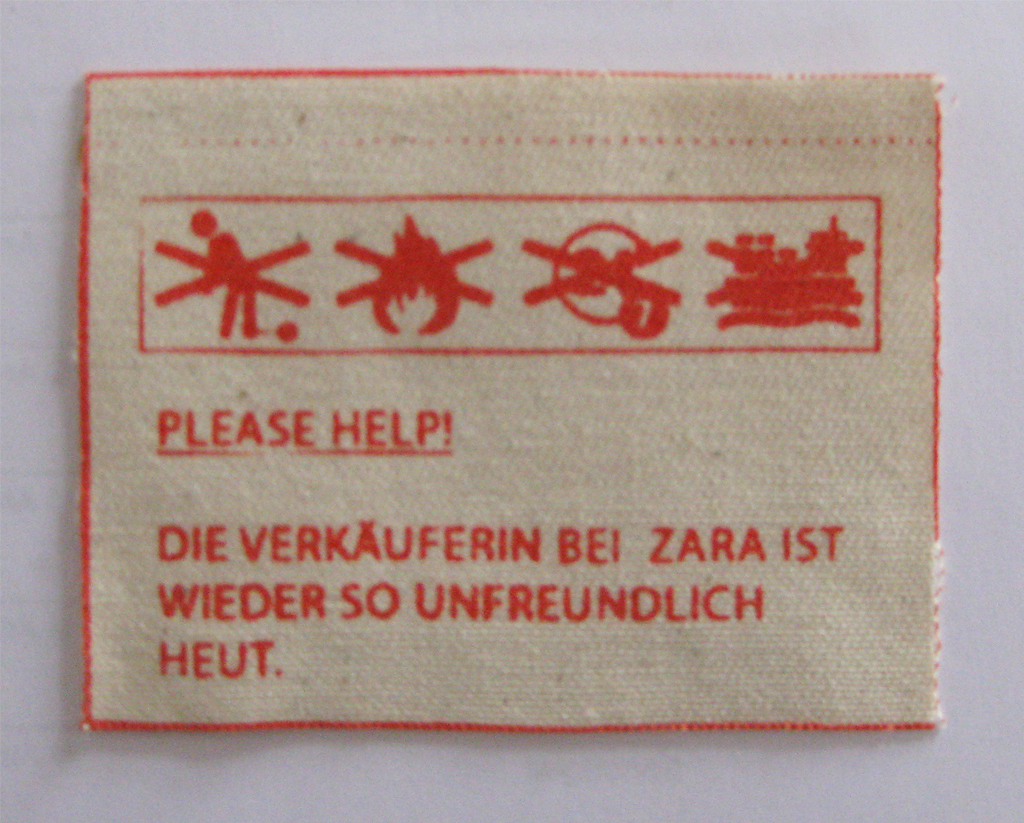 PLEASE HELP!
DIE VERKÄUFERIN BEI ZARA IST
WIEDER SO UNFREUNDLICH
HEUT.